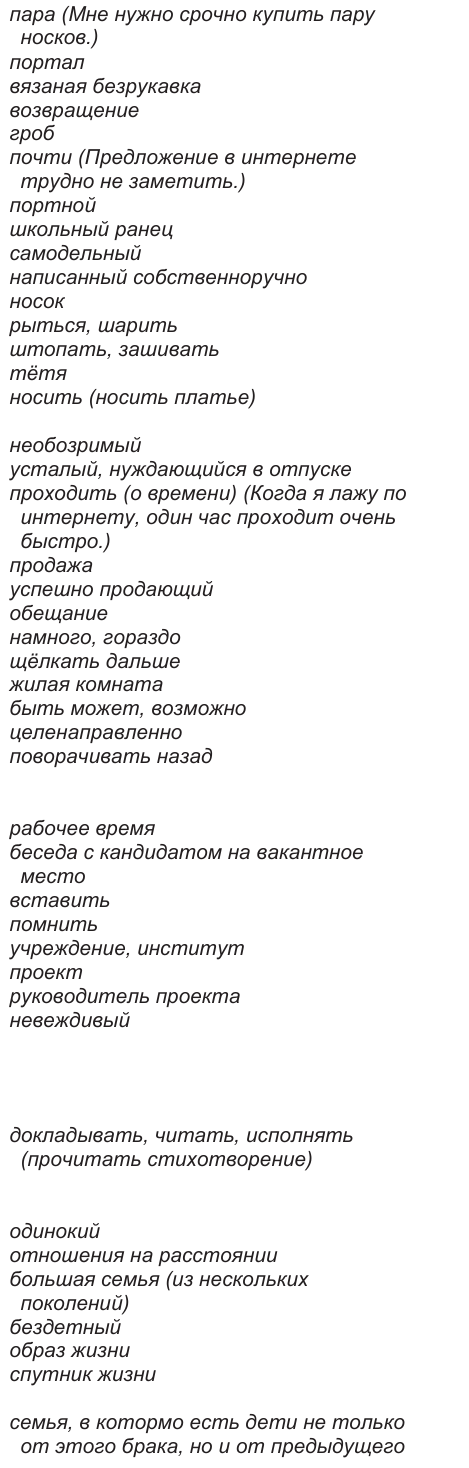 пара (Мне нужно срочно купить пару
носков.)
портал
вязаная безрукавка
возвращение
гроб
почти (Предложение в интернете
трудно не заметить.)
портной
школьный ранец
самодельный
написанный собственноручно
носок
рыться, шарить
штопать, зашивать
тётя
носить (носить платье)
необозримый
усталый, нуждающийся в отпуске
проходить (о времени) (Когда я лажу по
интернету, один час проходит очень
быстро.)
продажа
успешно продающий
обещание
намного, гораздо
щёлкать дальше
жилая комната
быть может, возможно
целенаправленно
поворачивать назад
рабочее время
беседа с кандидатом на вакантное
место
вставить
помнить
учреждение, институт
проект
руководитель проекта
невеждивый
докладывать, читать, исполнять
(прочитать стихотворение)
одинокий
отношения на расстоянии
большая семья (из нескольких
поколений)
бездетный
образ жизни
спутник жизни
семья, в котормо есть дети не только
от этого брака, но и от предыдущего